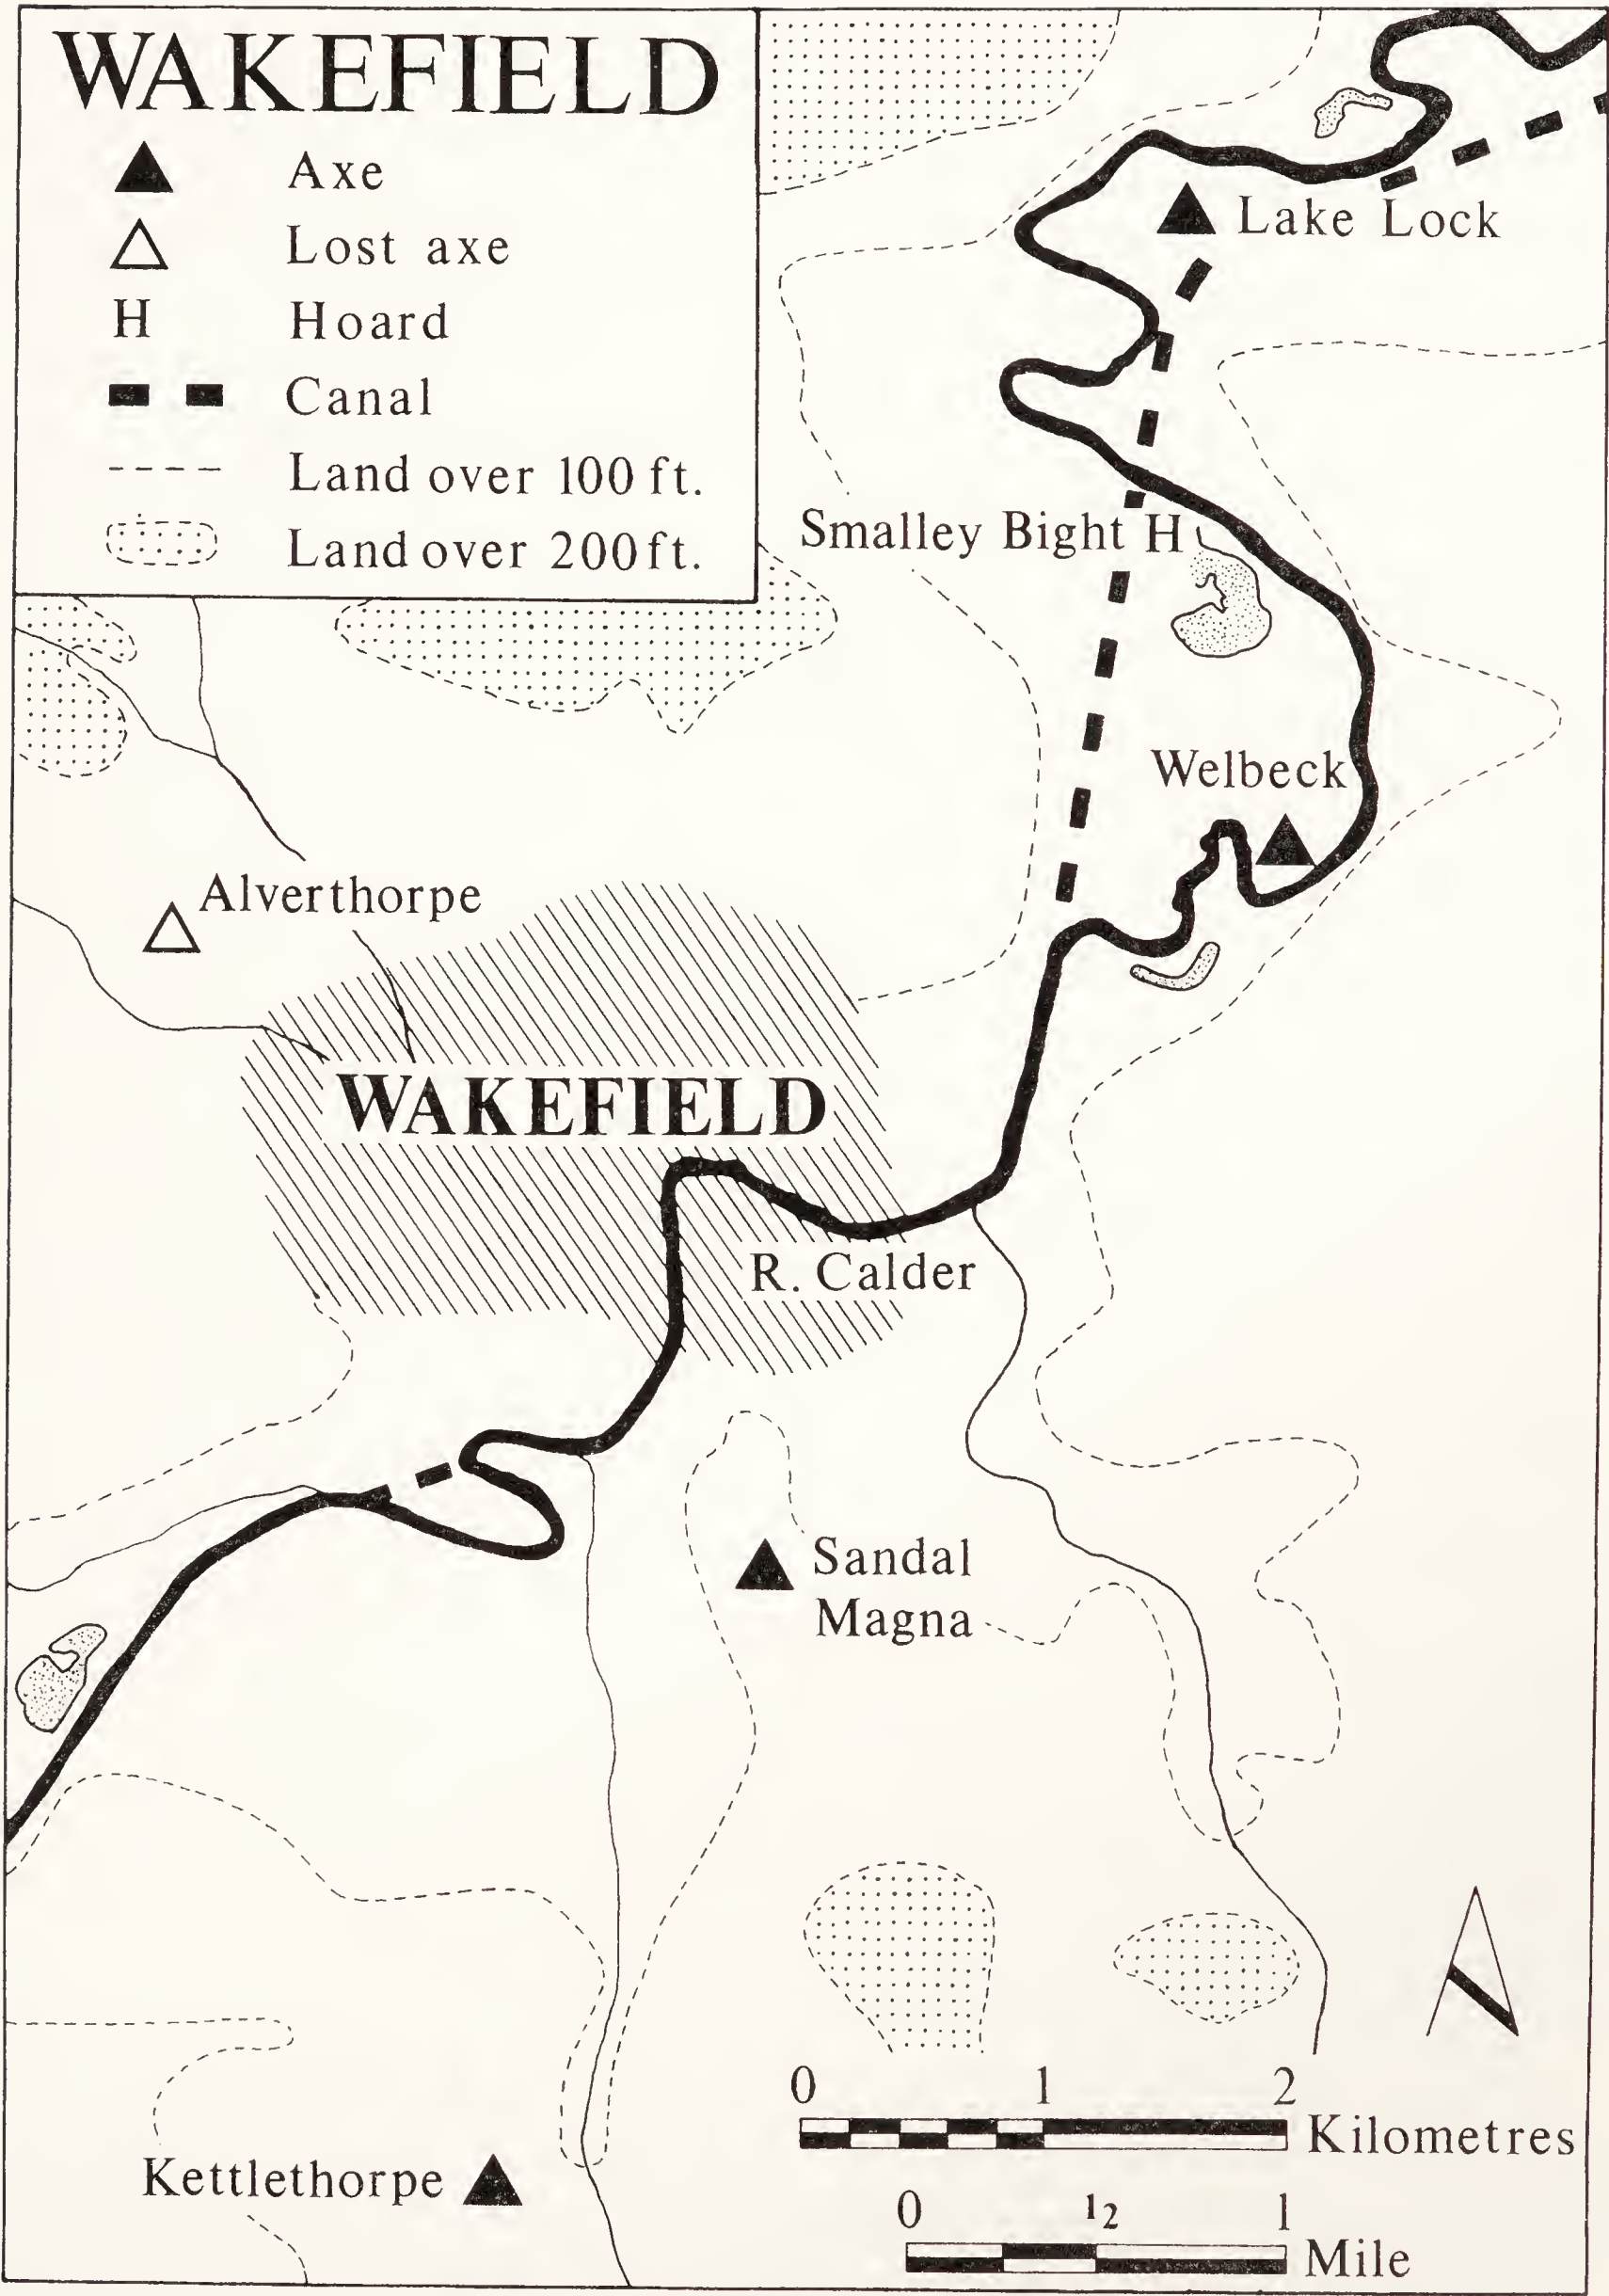 WAKEFIELD
Axe
Lost axe
H Hoard
Canal
Land over 100 ft.
Land over 200 ft.
Lake Lock
Smalley Bight H
Welbeck
Alverthorpe
WAKEFIELD
R. Calder
Sandal
Magna
0 1 2
Kilometres
Kettlethorpe
0 ½ 1
Mile